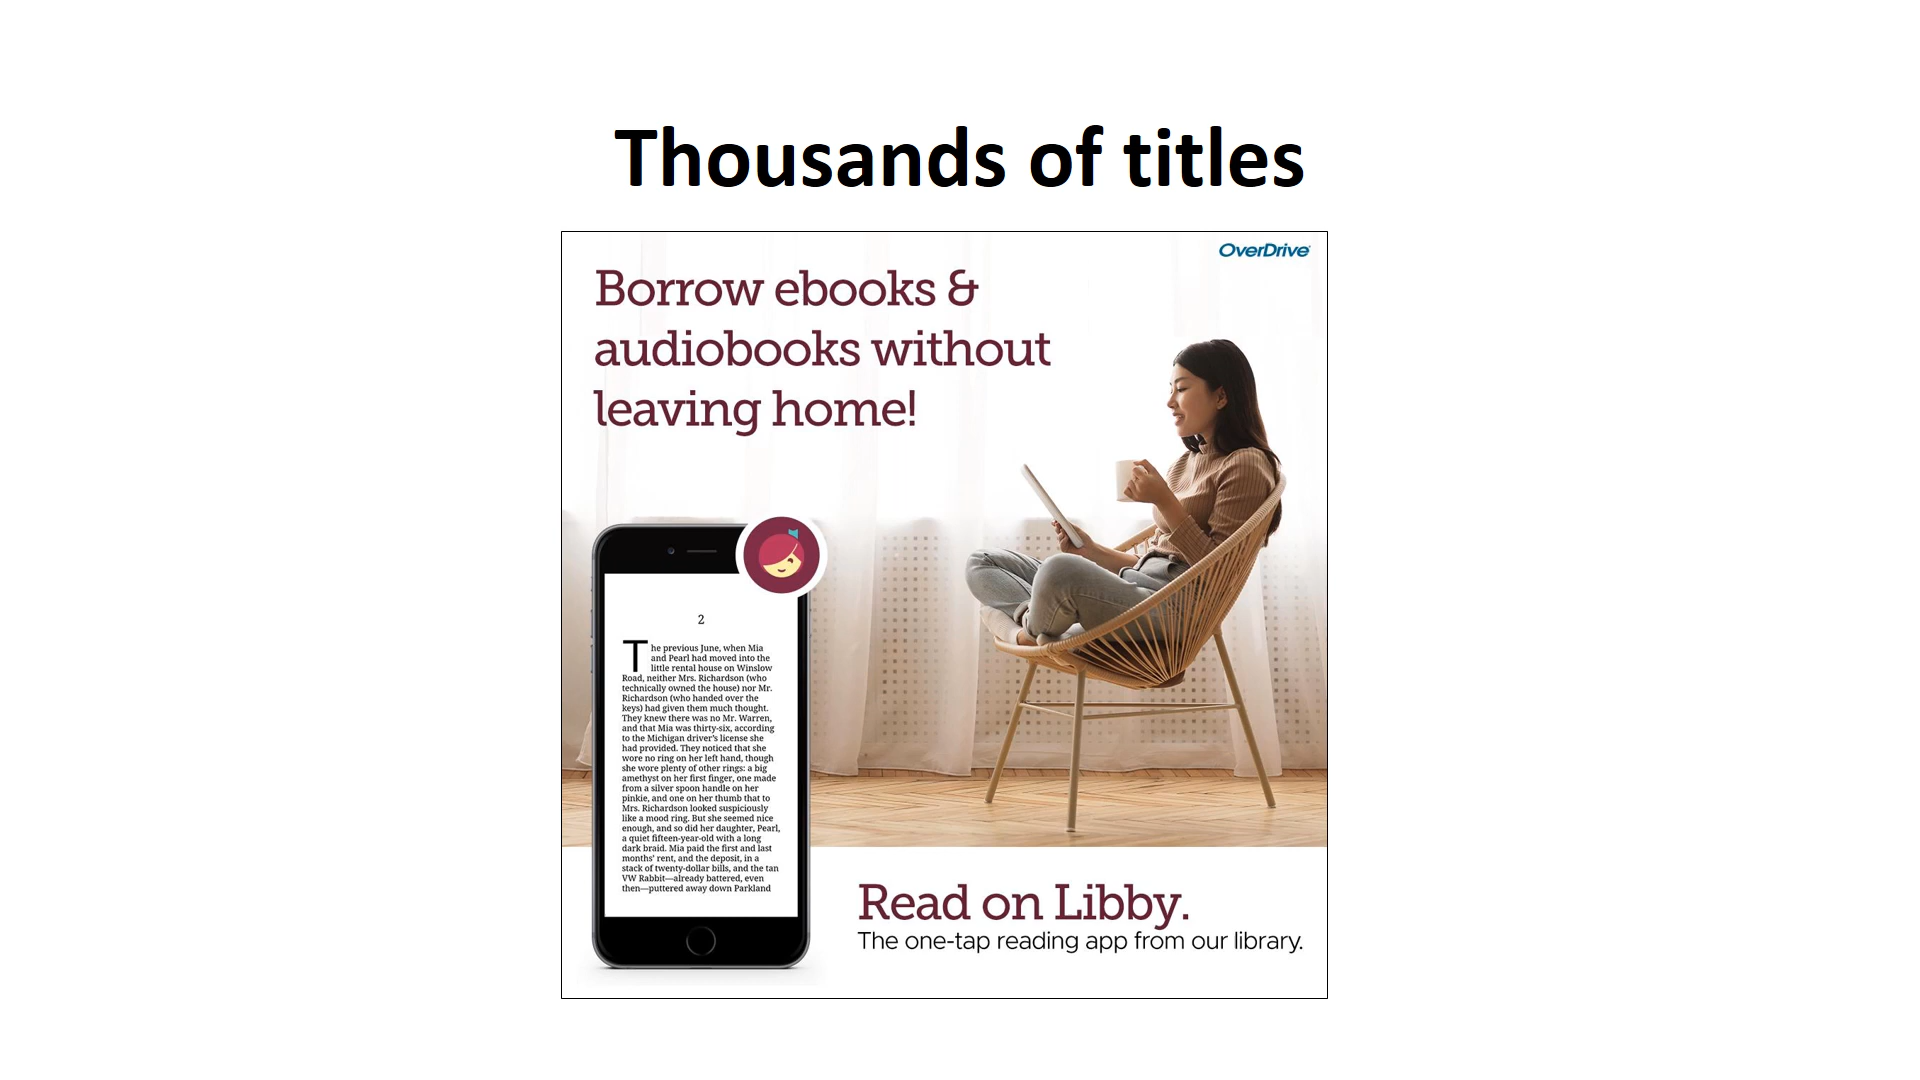 Thousands of titles
OverDrive
Borrow ebooks &
audiobooks without
leaving home!
2
The previous June, when Mia
and Pearl had moved into the
little rental house on Winslow
Road, neither Mrs. Richardson (who
technically owned the house) nor Mr.
Richardson (who handed over the
keys) had given them much thought.
They knew there was no Mr. Warren,
and that Mia was thirty-six, according
to the Michigan driver's license she
had provided. They noticed that she
wore no ring on her left hand, though
she wore plenty of other rings: a big
amethyst on her first finger, one made
from a silver spoon handle on her
pinkie, and one on her thumb that to
Mrs. Richardson looked suspiciously
like a mood ring. But she seemed nice
enough, and so did her daughter, Pearl,
a quiet fifteen-year-old with a long
dark braid. Mia paid the first and last
months' rent, and the deposit, in a
stack of twenty-dollar bills, and the tan
VW Rabbit—already battered, even
then—puttered away down Parkland
Read on Libby.
The one-tap reading app from our library.